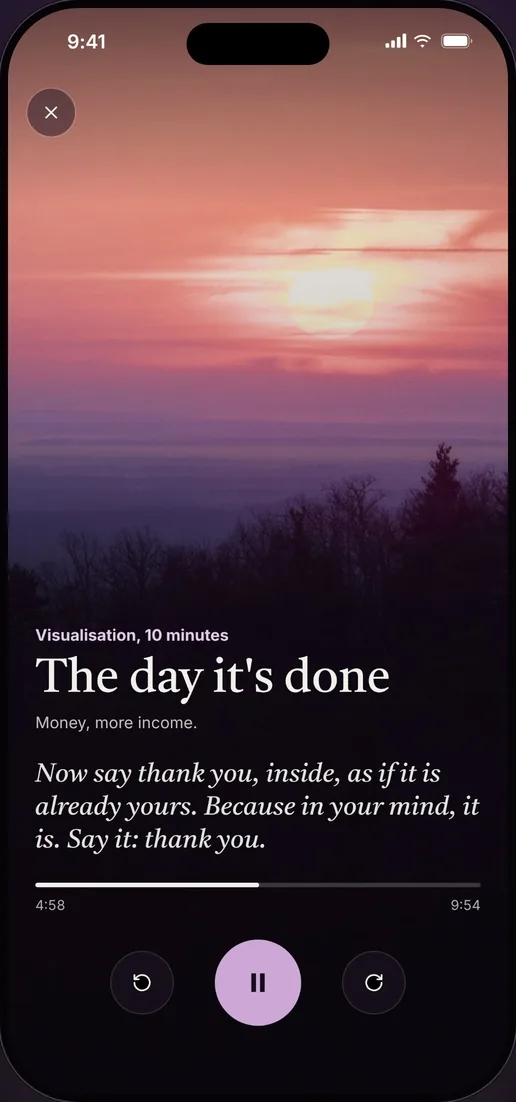 9:41
Visualisation, 10 minutes
The day it's done
Money, more income.
Now say thank you, inside, as if it is
already yours. Because in your mind, it
is. Say it: thank you.
4:58
9:54